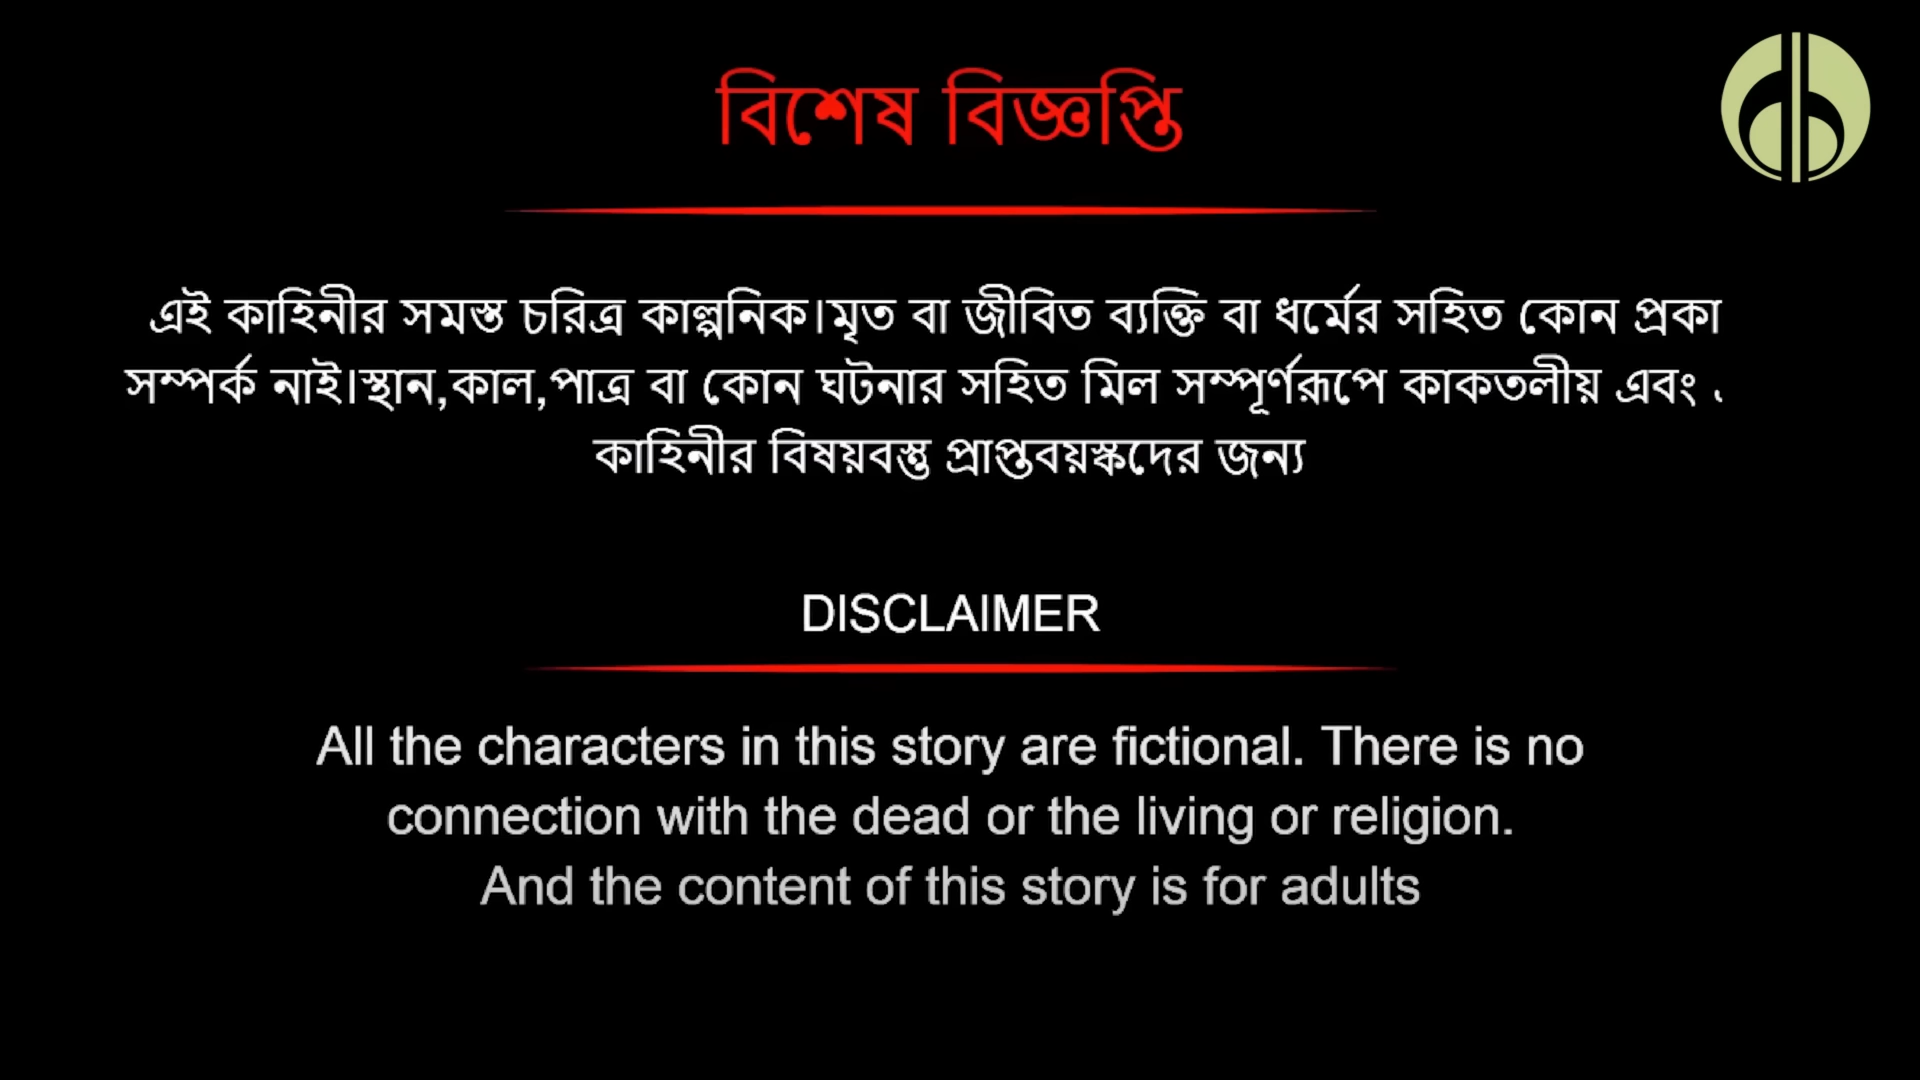 বিশেষ বিজ্ঞপ্তি
এই কাহিনীর সমস্ত চরিত্র কাল্পনিক।মৃত বা জীবিত ব্যক্তি বা ধর্মের সহিত কোন প্রকা
সম্পর্ক নাই।স্থান,কাল,পাত্র বা কোন ঘটনার সহিত মিল সম্পূর্ণরূপে কাকতলীয় এবং
কাহিনীর বিষয়বস্তু প্রাপ্তবয়স্কদের জন্য
DISCLAIMER
All the characters in this story are fictional. There is no
connection with the dead or the living or religion.
And the content of this story is for adults